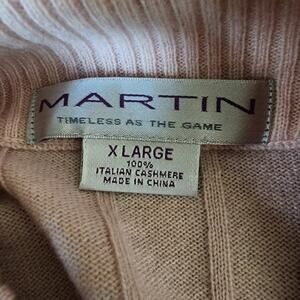 MARTIN
TIMELESS AS THE GAME
X LARGE
100%
ITALIAN CASHMERE
MADE IN CHINA